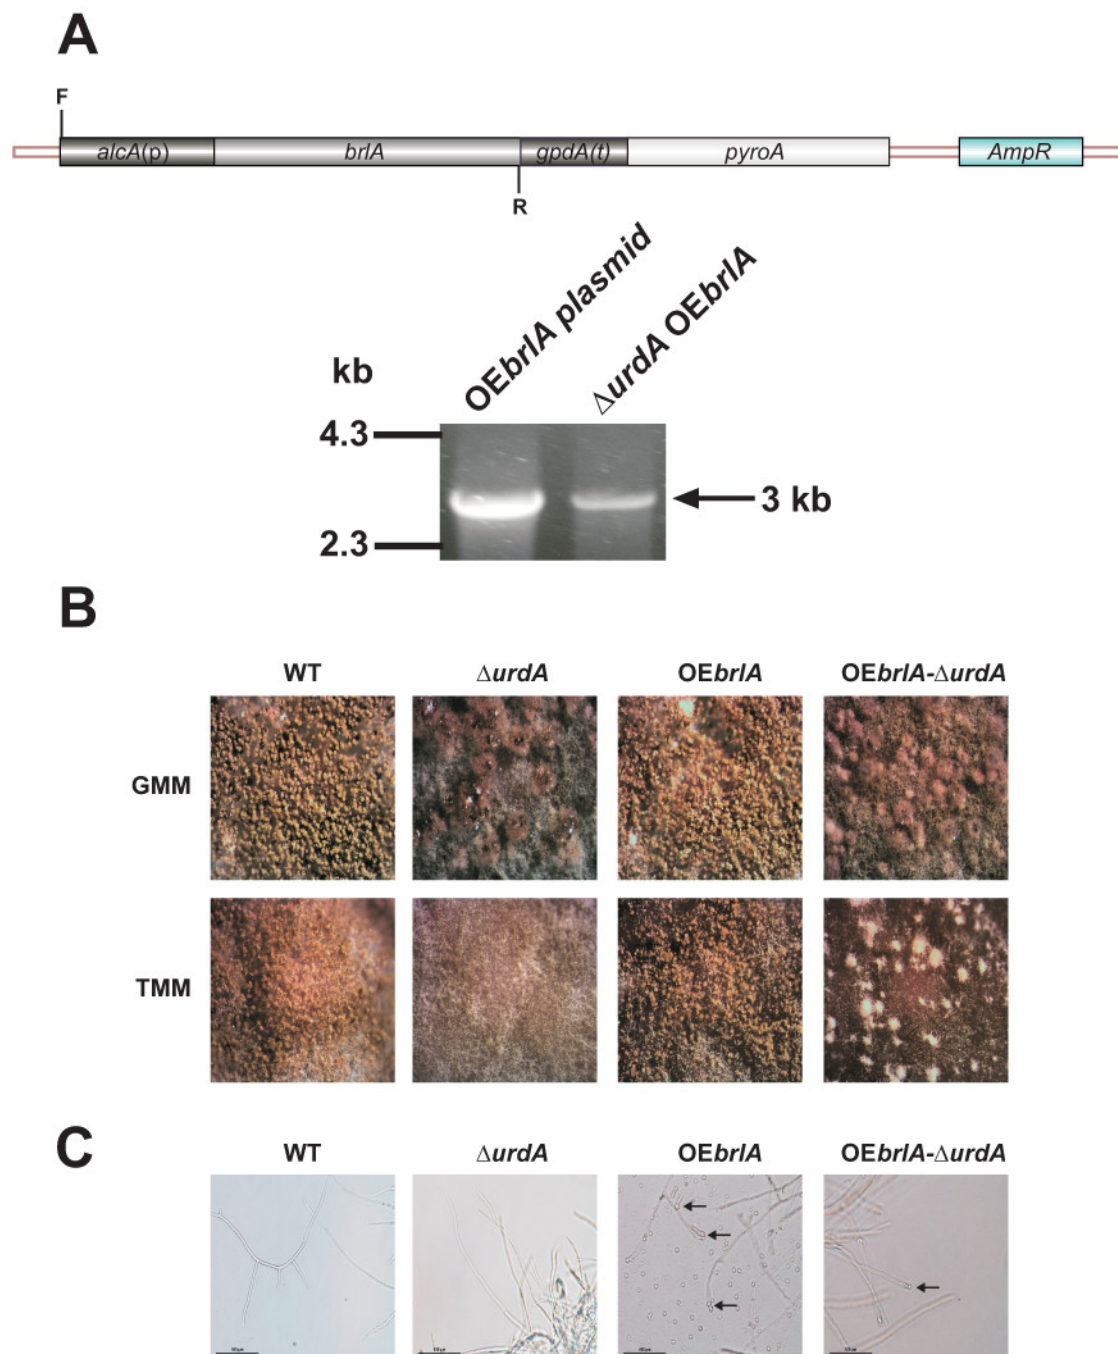 A
F
alcA(p) brlA gpdA(t) pyroA AmpR
R
OEbrlA plasmid
ΔurdA OEbrlA
kb
4.3
3 kb
2.3
B
WT ΔurdA OEbrlA OEbrlA-ΔurdA
GMM
TMM
C
WT ΔurdA OEbrlA OEbrlA-ΔurdA